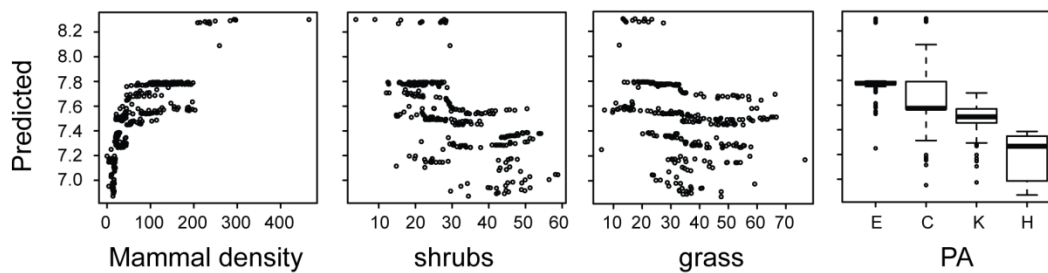 Predicted
8.2
8.0
7.8
7.6
7.4
7.2
7.0
0 100 200 300 400
Mammal density
10 20 30 40 50 60
shrubs
10 20 30 40 50 60 70
grass
E C K H
PA